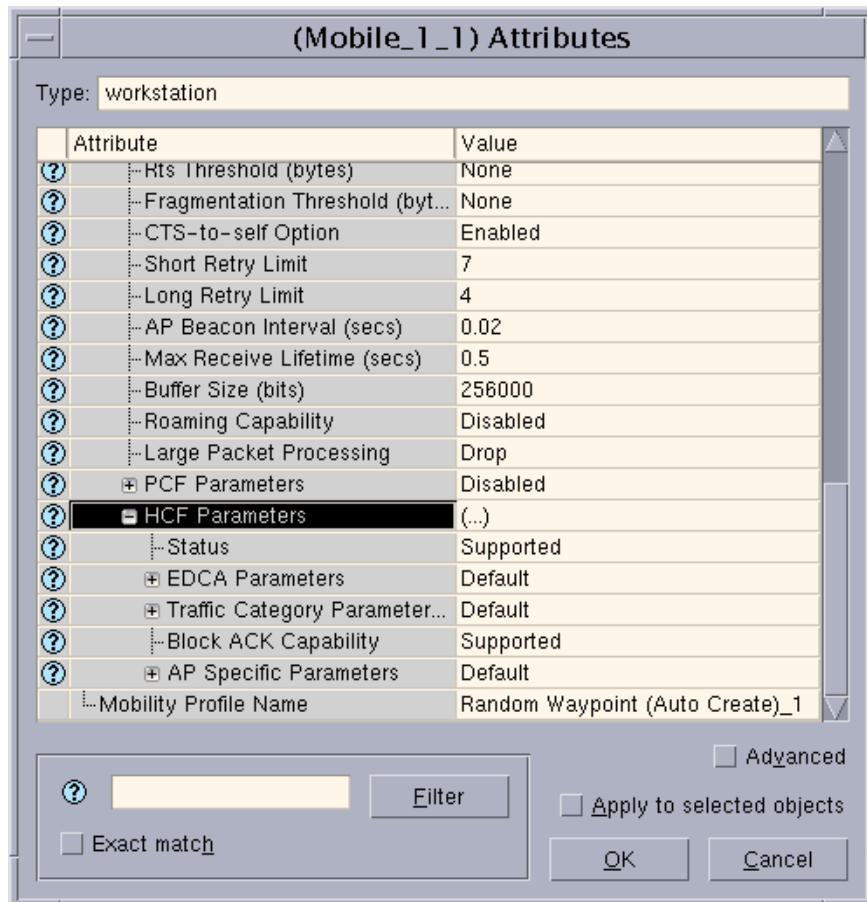 (Mobile_1_1) Attributes
Type: workstation
Attribute Value
Rts Threshold (bytes) None
Fragmentation Threshold (byt... None
CTS-to-self Option Enabled
Short Retry Limit 7
Long Retry Limit 4
AP Beacon Interval (secs) 0.02
Max Receive Lifetime (secs) 0.5
Buffer Size (bits) 256000
Roaming Capability Disabled
Large Packet Processing Drop
PCF Parameters Disabled
HCF Parameters (...)
Status Supported
EDCA Parameters Default
Traffic Category Parameter... Default
Block ACK Capability Supported
AP Specific Parameters Default
Mobility Profile Name Random Waypoint (Auto Create)_1
Advanced
Filter
Apply to selected objects
Exact match
OK Cancel